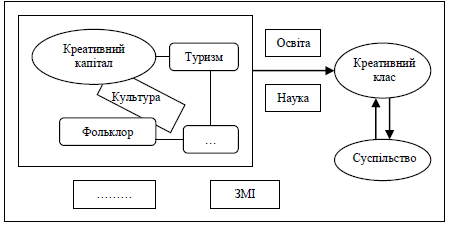 Креативний
капітал
Туризм
Культура
Фольклор
…
Освіта
Наука
Креативний
клас
Суспільство
………
ЗМІ